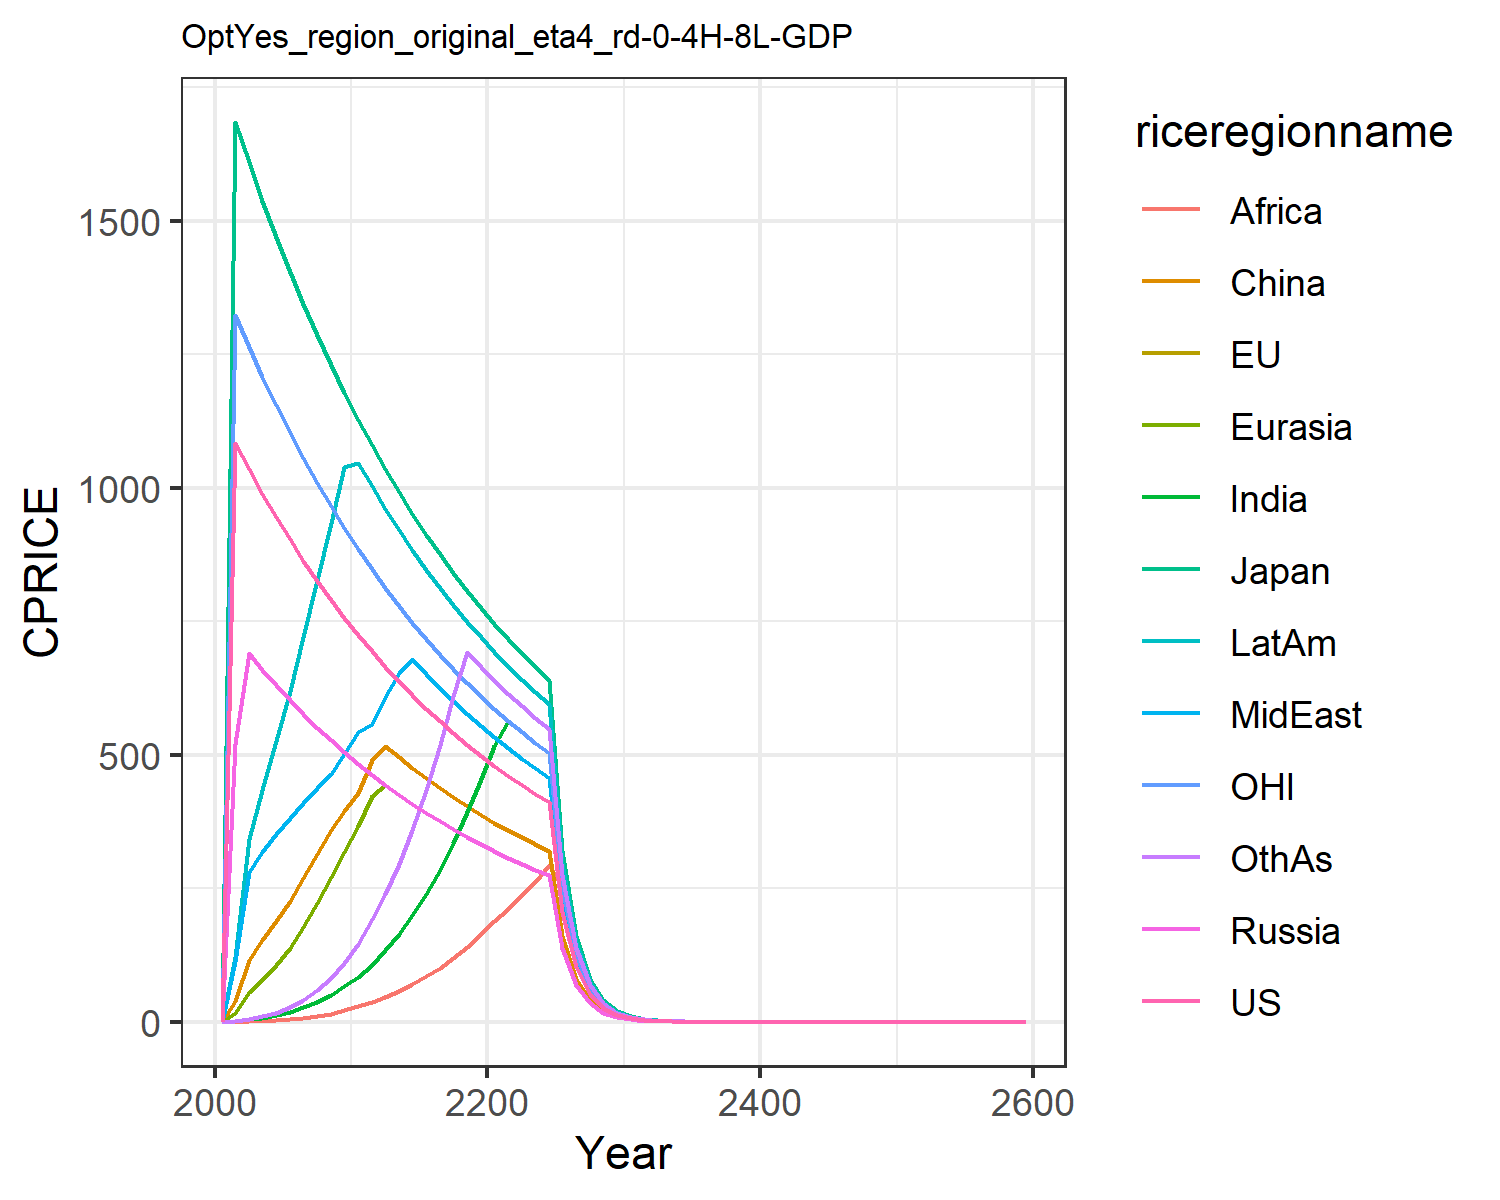 OptYes_region_original_eta4_rd-0-4H-8L-GDP
CPRICE
1500
1000
500
0
2000 2200 2400 2600
Year
riceregionname
Africa
China
EU
Eurasia
India
Japan
LatAm
MidEast
OHI
OthAs
Russia
US